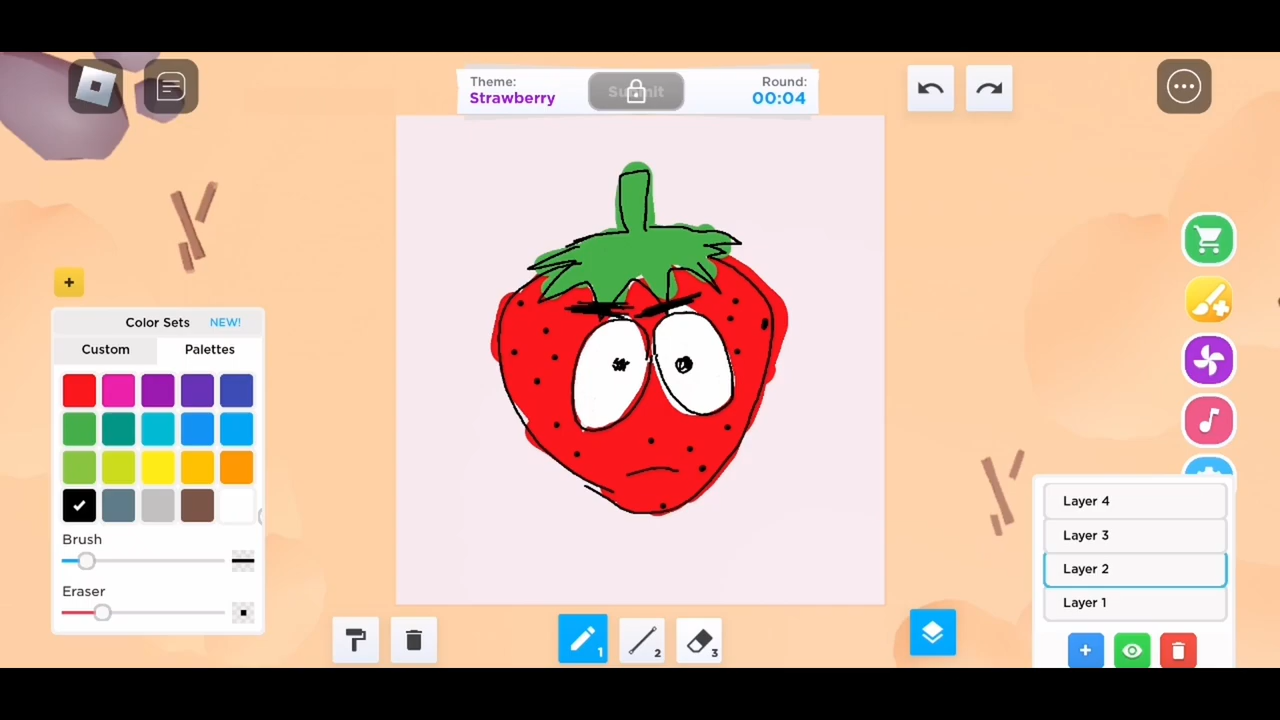 Theme:
Strawberry
Submit
Round:
00:04
+
Color Sets NEW!
Custom Palettes
Brush
Eraser
Layer 4
Layer 3
Layer 2
Layer 1
1
2
3
+